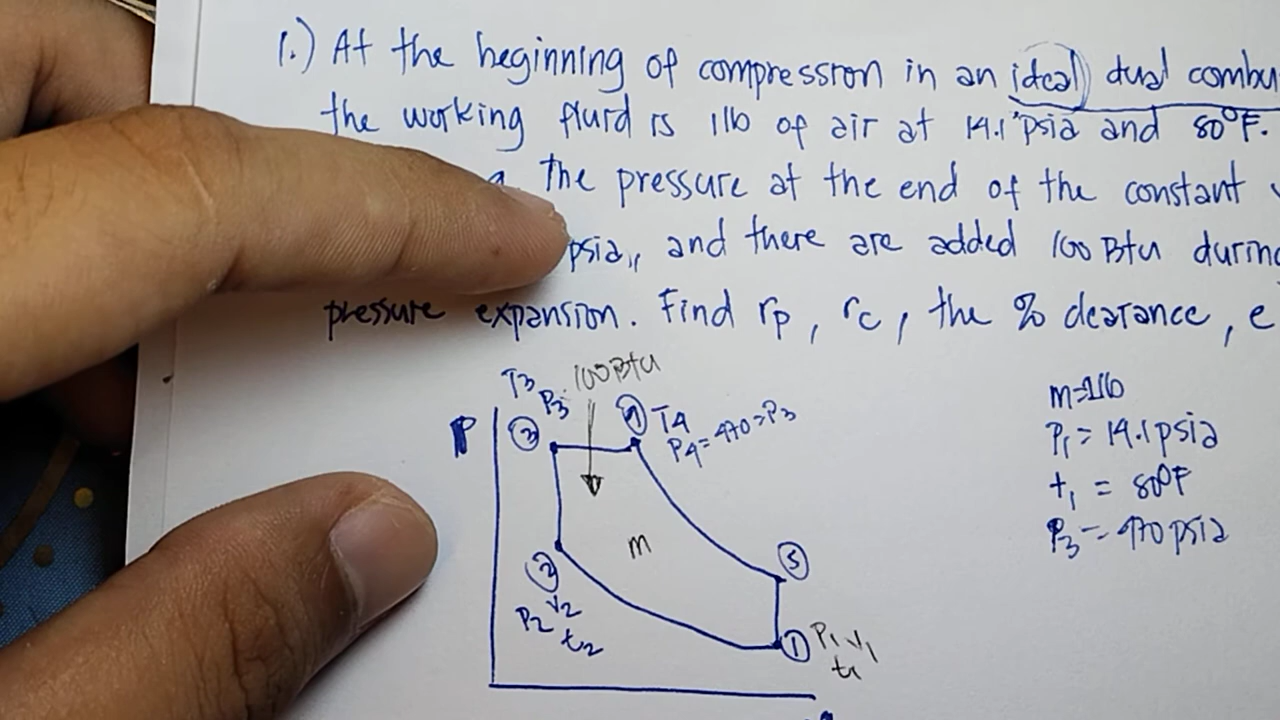 1.) At the beginning of compression in an ideal dual combu
the working fluid is 1 lb of air at 14.1 psia and 80°F.
the pressure at the end of the constant
psia, and there are added 100 Btu during
pressure expansion. Find rp, rc, the % clearance, e
100 Btu
T3
P3
3
4
T4
P4=470=P3
P
m=1lb
P1 = 14.1 psia
t1 = 80°F
P3 = 470 psia
m
5
2
P2 V2
t2
1
P1 V1
t1